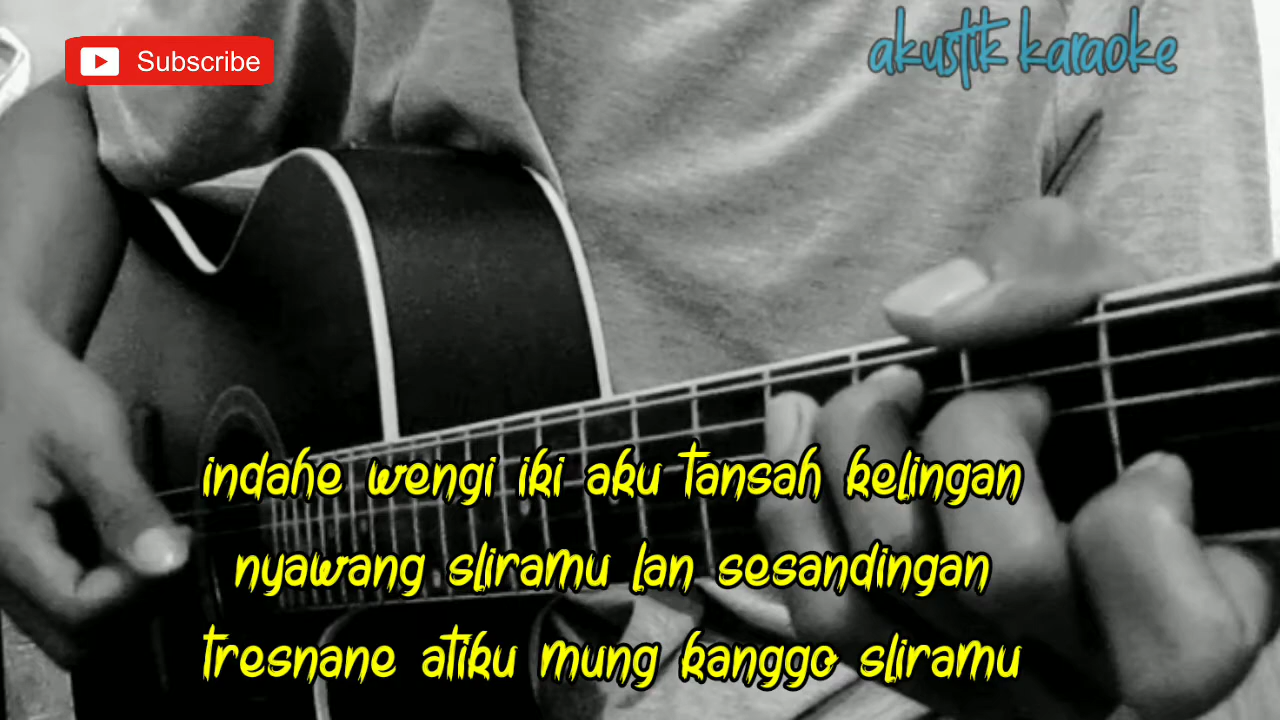 Subscribe
akustik karaoke
indahe wengi iki aku tansah kelingan
nyawang sliramu lan sesandingan
tresnane atiku mung kanggo sliramu